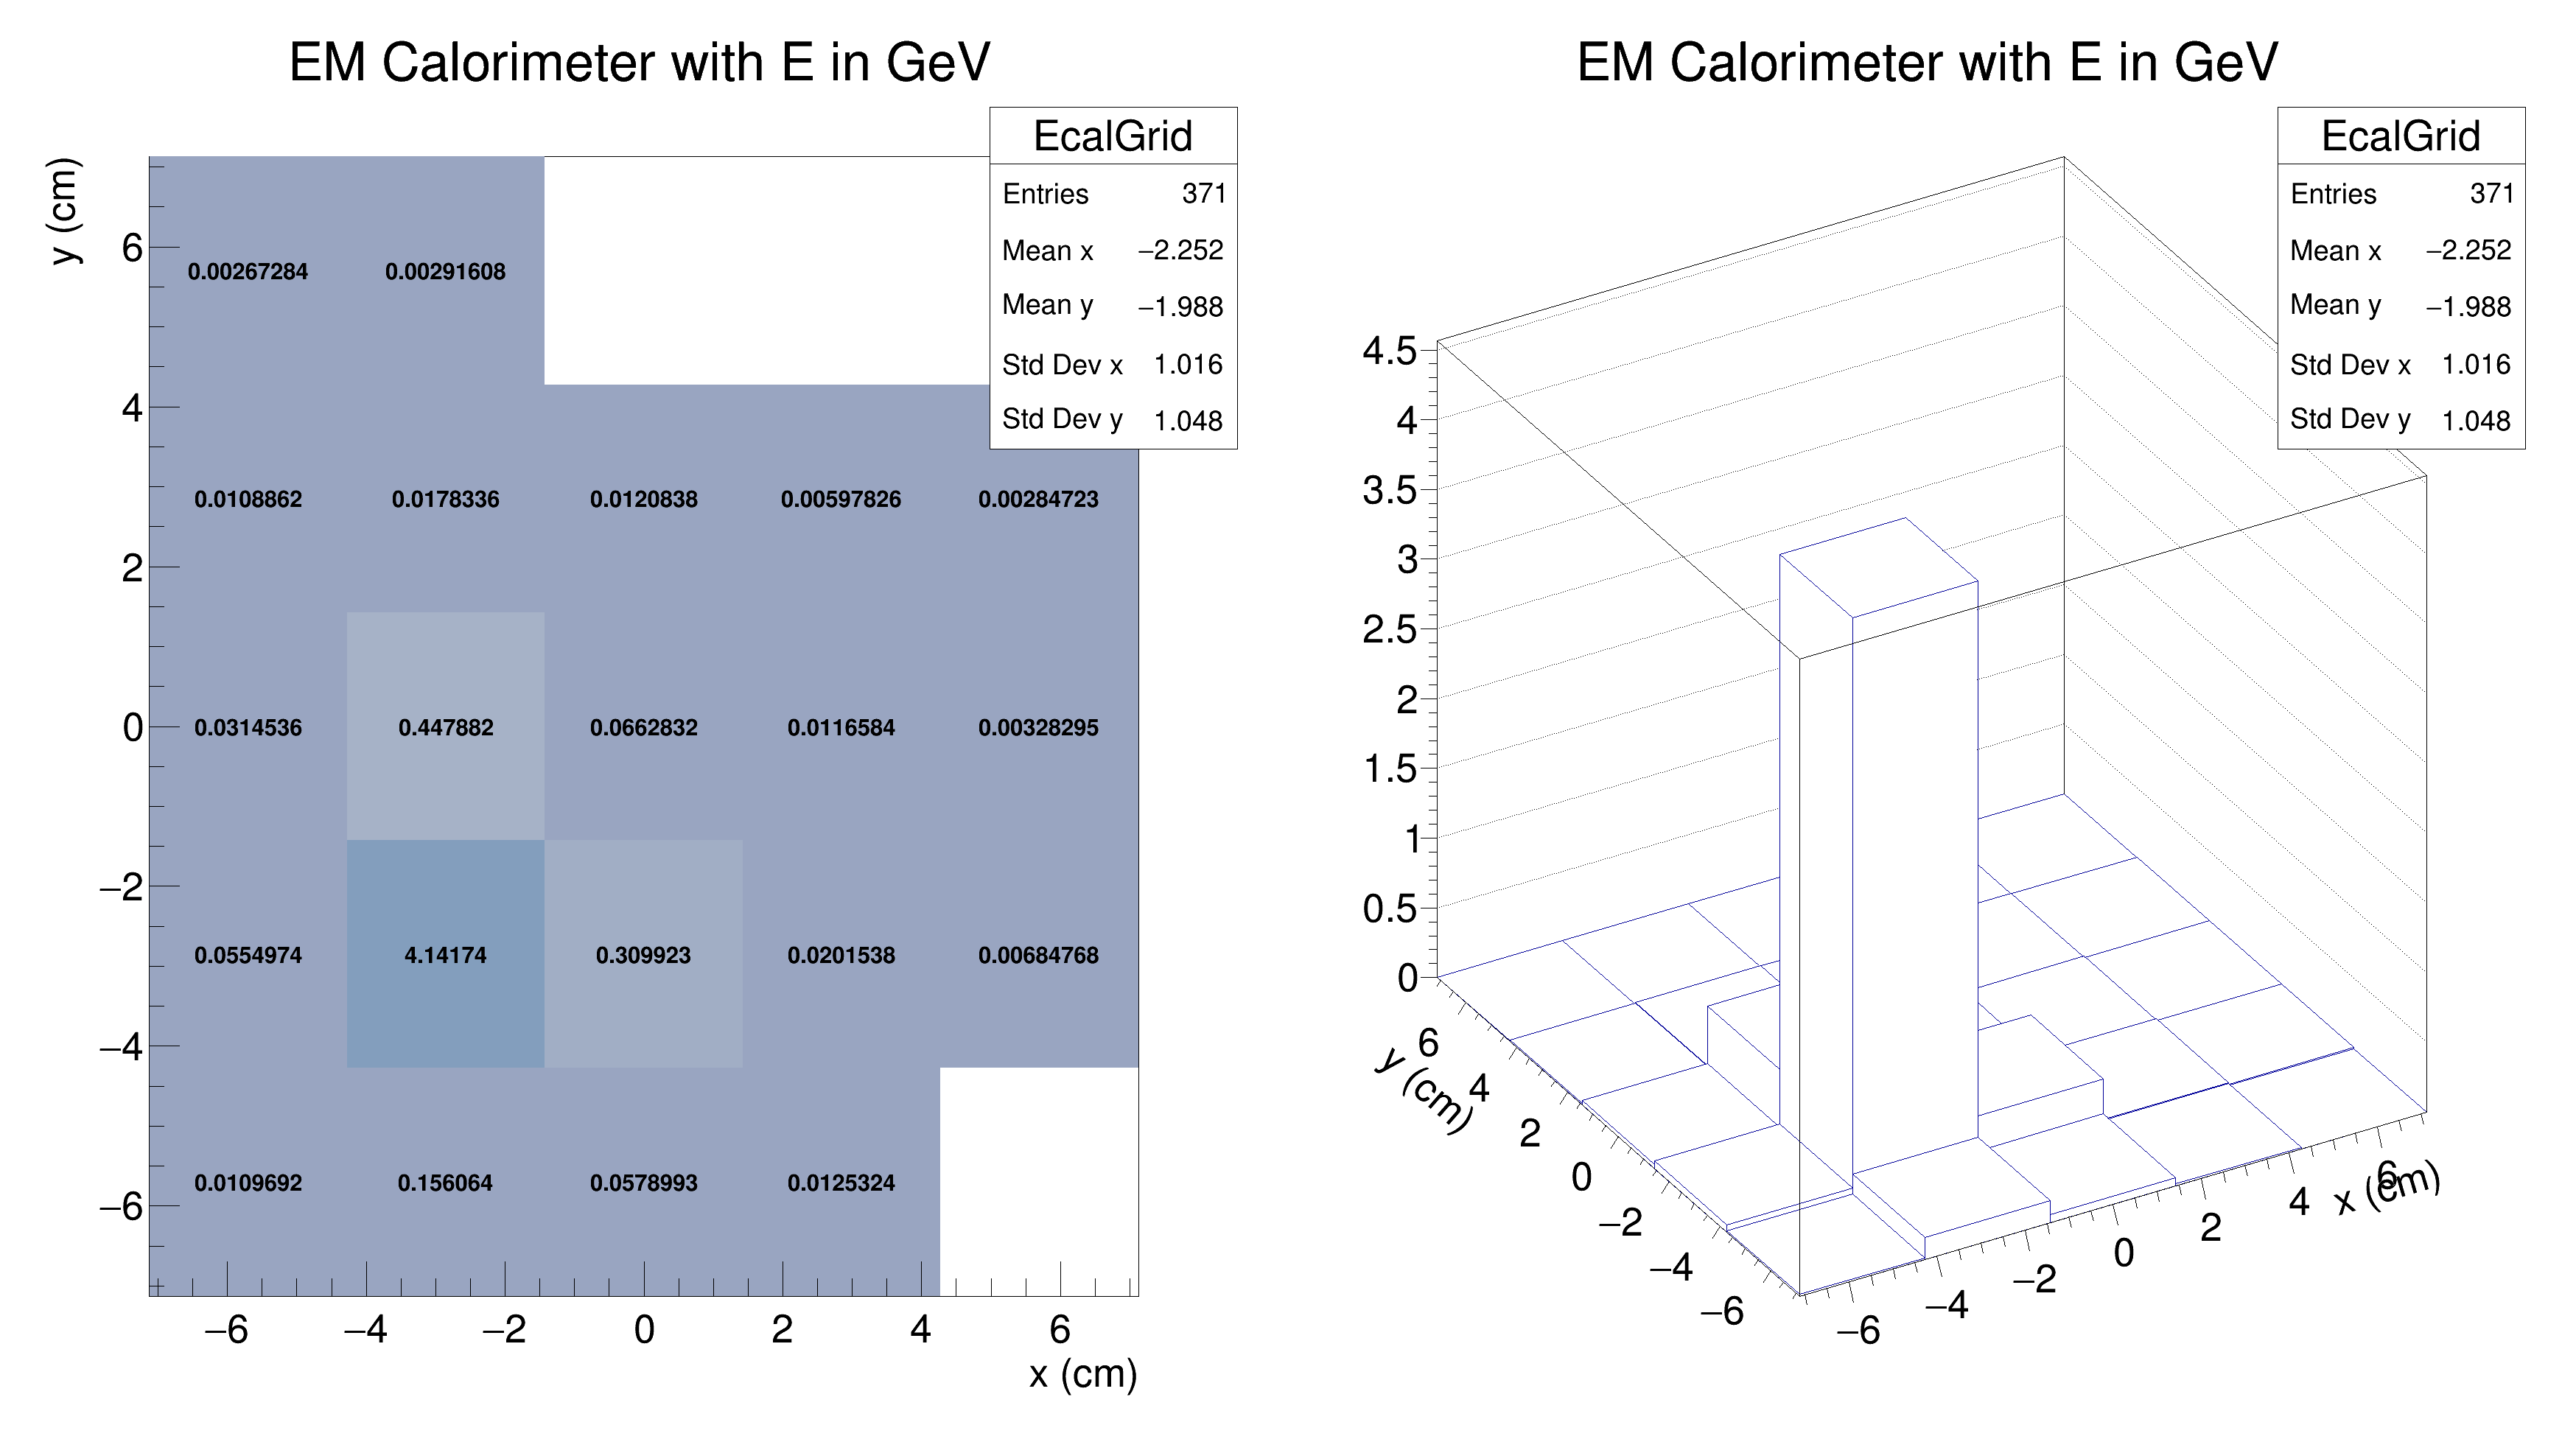 EM Calorimeter with E in GeV
EcalGrid
Entries 371
Mean x −2.252
Mean y −1.988
Std Dev x 1.016
Std Dev y 1.048
y (cm)
6
4
2
0
−2
−4
−6
0.00267284 0.00291608
0.0108862 0.0178336 0.0120838 0.00597826 0.00284723
0.0314536 0.447882 0.0662832 0.0116584 0.00328295
0.0554974 4.14174 0.309923 0.0201538 0.00684768
0.0109692 0.156064 0.0578993 0.0125324
−6 −4 −2 0 2 4 6
x (cm)
EM Calorimeter with E in GeV
EcalGrid
Entries 371
Mean x −2.252
Mean y −1.988
Std Dev x 1.016
Std Dev y 1.048
4.5
4
3.5
3
2.5
2
1.5
1
0.5
0
y (cm)
6
4
2
0
−2
−4
−6
−6 −4 −2 0 2 4 6
x (cm)